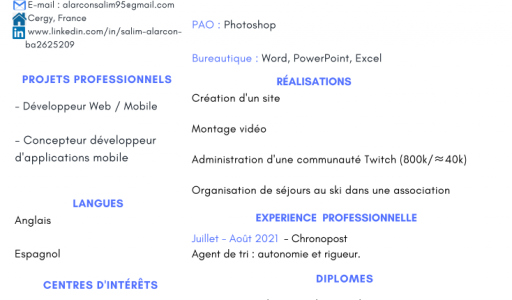 E-mail : alarconsalim95@gmail.com
Cergy, France
www.linkedin.com/in/salim-alarcon-
ba2625209
PROJETS PROFESSIONNELS
- Développeur Web / Mobile
- Concepteur développeur
d'applications mobile
LANGUES
Anglais
Espagnol
CENTRES D'INTÉRÊTS
PAO : Photoshop
Bureautique : Word, PowerPoint, Excel
RÉALISATIONS
Création d'un site
Montage vidéo
Administration d'une communauté Twitch (800k/≈40k)
Organisation de séjours au ski dans une association
EXPERIENCE PROFESSIONNELLE
Juillet - Août 2021 - Chronopost
Agent de tri : autonomie et rigueur.
DIPLOMES